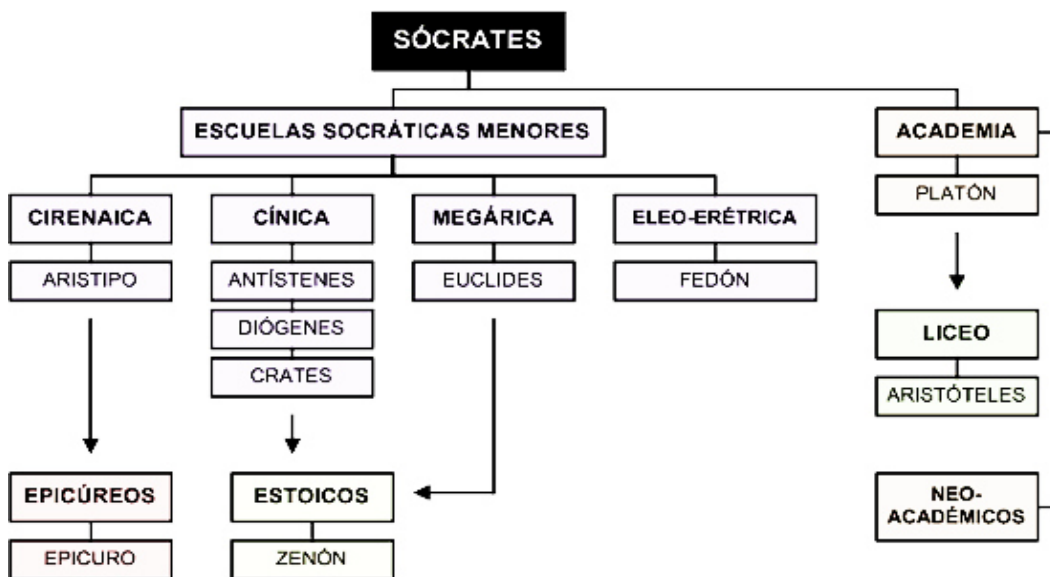 SÓCRATES
ESCUELAS SOCRÁTICAS MENORES
ACADEMIA
PLATÓN
CIRENAICA
CÍNICA
MEGÁRICA
ELEO-ERÉTRICA
ARISTIPO
ANTÍSTENES
EUCLIDES
FEDÓN
DIÓGENES
CRATES
LICEO
ARISTÓTELES
EPICÚREOS
ESTOICOS
NEO-
ACADÉMICOS
EPICURO
ZENÓN